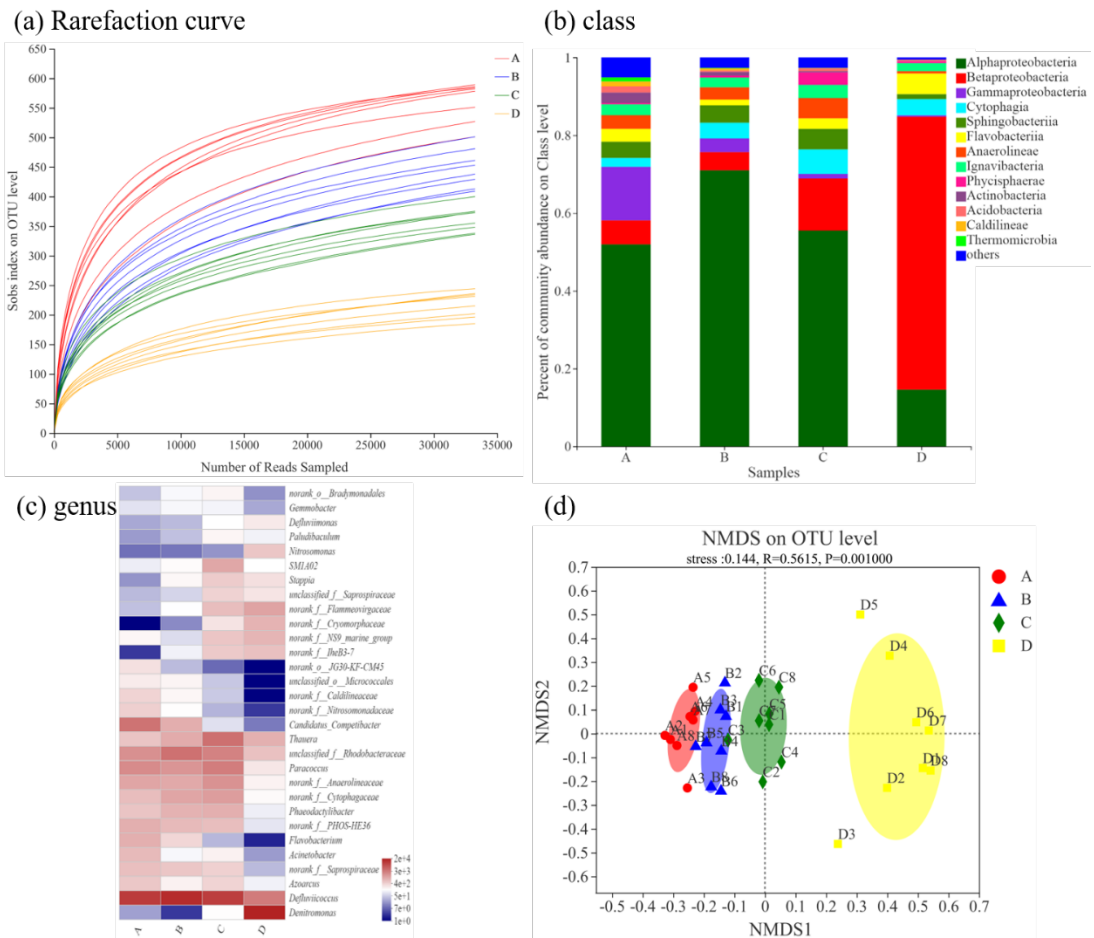 (a) Rarefaction curve
650
600
550
500
450
400
350
300
250
200
150
100
50
0
Sobs index on OTU level
0
5000
10000
15000
20000
25000
30000
35000
Number of Reads Sampled
A
B
C
D
(b) class
1
0.8
0.6
0.4
0.2
0
Percent of community abundance on Class level
A
B
C
D
Samples
Alphaproteobacteria
Betaproteobacteria
Gammaproteobacteria
Cytophagia
Sphingobacteriia
Flavobacteriia
Anaerolineae
Ignavibacteria
Phycisphaerae
Actinobacteria
Acidobacteria
Caldilineae
Thermomicrobia
others
(c) genus
norank_o__Bradymonadales
Gemmobacter
Defluviimonas
Paludibaculum
Nitrosomonas
SM1A02
Stappia
unclassified_f__Saprospiraceae
norank_f__Flammeovirgaceae
norank_f__Cryomorphaceae
norank_f__NS9_marine_group
norank_f__lheB3-7
norank_o__JG30-KF-CM45
unclassified_o__Micrococcales
norank_f__Caldilineaceae
norank_f__Nitrosomonadaceae
Candidatus_Competibacter
Thauera
unclassified_f__Rhodobacteraceae
Paracoccus
norank_f__Anaerolineaceae
norank_f__Cytophagaceae
Phaeodactylibacter
norank_f__PHOS-HE36
Flavobacterium
Acinetobacter
norank_f__Saprospiraceae
Azoarcus
Defluviicoccus
Denitromonas
A
B
C
D
2e+4
3e+3
4e+2
5e+1
7e+0
1e+0
(d)
NMDS on OTU level
stress :0.144, R=0.5615, P=0.001000
0.7
0.6
0.5
0.4
0.3
0.2
0.1
0
-0.1
-0.2
-0.3
-0.4
-0.5
-0.6
NMDS2
-0.5
-0.4
-0.3
-0.2
-0.1
0
0.1
0.2
0.3
0.4
0.5
0.6
0.7
NMDS1
A
B
C
D
A5
A8
A3
B2
B3
B1
B5
B6
C6
C8
C5
C1
C3
C4
C2
D5
D4
D6
D7
D8
D2
D3